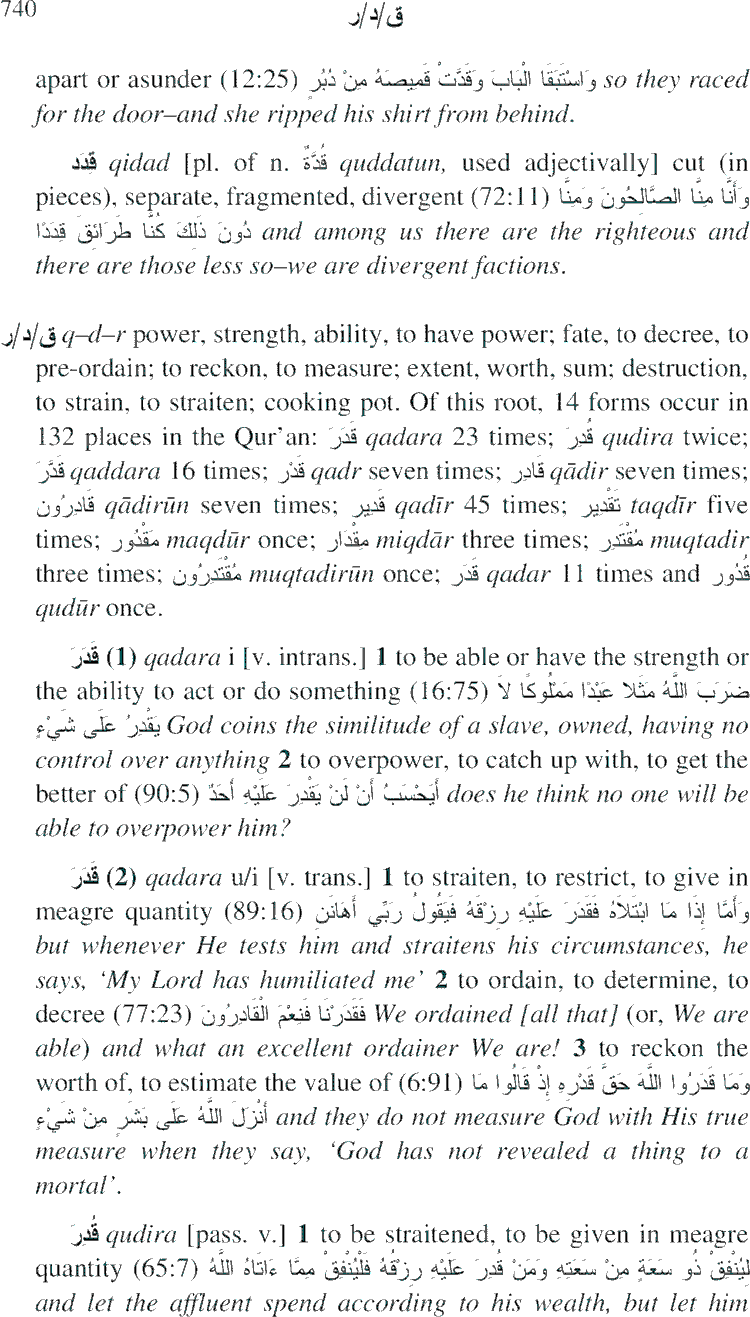 740
ق/د/ر
apart or asunder (12:25) وَاسْتَبَقَا الْبَابَ وَقَدَّتْ قَمِيصَهُ مِنْ دُبُرٍ so they raced
for the door–and she ripped his shirt from behind.
قِدَد qidad [pl. of n. قُدَّةٌ quddatun, used adjectivally] cut (in
pieces), separate, fragmented, divergent (72:11) وَأَنَّا مِنَّا الصَّالِحُونَ وَمِنَّا
دُونَ ذَلِكَ كُنَّا طَرَائِقَ قِدَدًا and among us there are the righteous and
there are those less so–we are divergent factions.
ق/د/ر q–d–r power, strength, ability, to have power; fate, to decree, to
pre-ordain; to reckon, to measure; extent, worth, sum; destruction,
to strain, to straiten; cooking pot. Of this root, 14 forms occur in
132 places in the Qur'an: قَدَرَ qadara 23 times; قُدِرَ qudira twice;
قَدَّرَ qaddara 16 times; قَدْر qadr seven times; قَادِر qādir seven times;
قَادِرُون qādirūn seven times; قَدِير qadīr 45 times; تَقْدِير taqdīr five
times; مَقْدُور maqdūr once; مِقْدَار miqdār three times; مُقْتَدِر muqtadir
three times; مُقْتَدِرُون muqtadirūn once; قَدَر qadar 11 times and قُدُور
qudūr once.
قَدَرَ (1) qadara i [v. intrans.] 1 to be able or have the strength or
the ability to act or do something (16:75) ضَرَبَ اللَّهُ مَثَلا عَبْدًا مَمْلُوكًا لاَ
يَقْدِرُ عَلَى شَيْءٍ God coins the similitude of a slave, owned, having no
control over anything 2 to overpower, to catch up with, to get the
better of (90:5) أَيَحْسَبُ أَنْ لَنْ يَقْدِرَ عَلَيْهِ أَحَدٌ does he think no one will be
able to overpower him?
قَدَرَ (2) qadara u/i [v. trans.] 1 to straiten, to restrict, to give in
meagre quantity (89:16) وَأَمَّا إِذَا مَا ابْتَلاَهُ فَقَدَرَ عَلَيْهِ رِزْقَهُ فَيَقُولُ رَبِّي أَهَانَنِ
but whenever He tests him and straitens his circumstances, he
says, 'My Lord has humiliated me' 2 to ordain, to determine, to
decree (77:23) فَقَدَرْنَا فَنِعْمَ الْقَادِرُونَ We ordained [all that] (or, We are
able) and what an excellent ordainer We are! 3 to reckon the
worth of, to estimate the value of (6:91) وَمَا قَدَرُوا اللَّهَ حَقَّ قَدْرِهِ إِذْ قَالُوا مَا
أَنْزَلَ اللَّهُ عَلَى بَشَرٍ مِنْ شَيْءٍ and they do not measure God with His true
measure when they say, 'God has not revealed a thing to a
mortal'.
قُدِرَ qudira [pass. v.] 1 to be straitened, to be given in meagre
quantity (65:7) لِيُنْفِقْ ذُو سَعَةٍ مِنْ سَعَتِهِ وَمَنْ قُدِرَ عَلَيْهِ رِزْقُهُ فَلْيُنْفِقْ مِمَّا ءَاتَاهُ اللَّهُ
and let the affluent spend according to his wealth, but let him